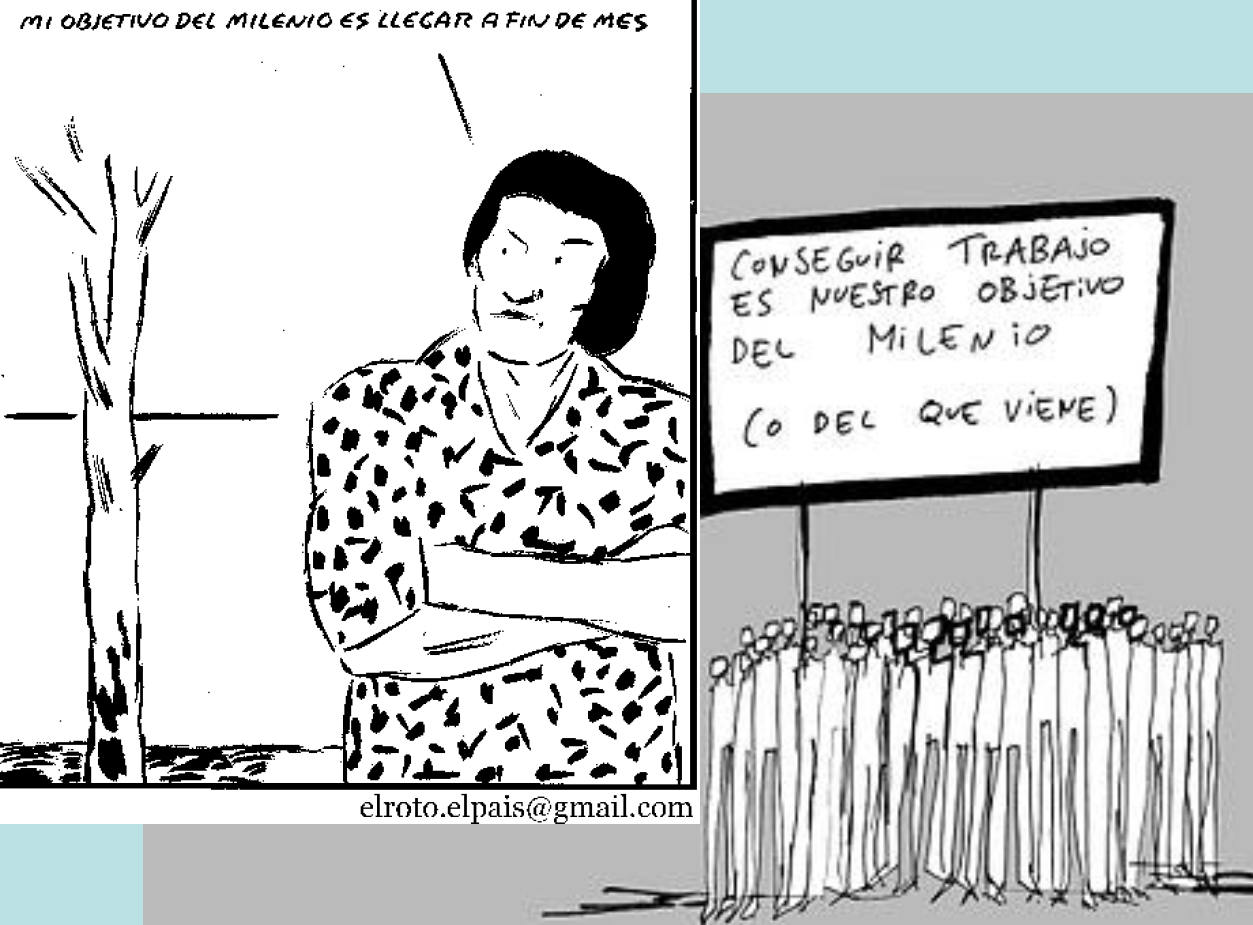 MI OBJETIVO DEL MILENIO ES LLEGAR A FIN DE MES
elroto.elpais@gmail.com
CONSEGUIR TRABAJO
ES NUESTRO OBJETIVO
DEL MILENIO
(O DEL QUE VIENE)